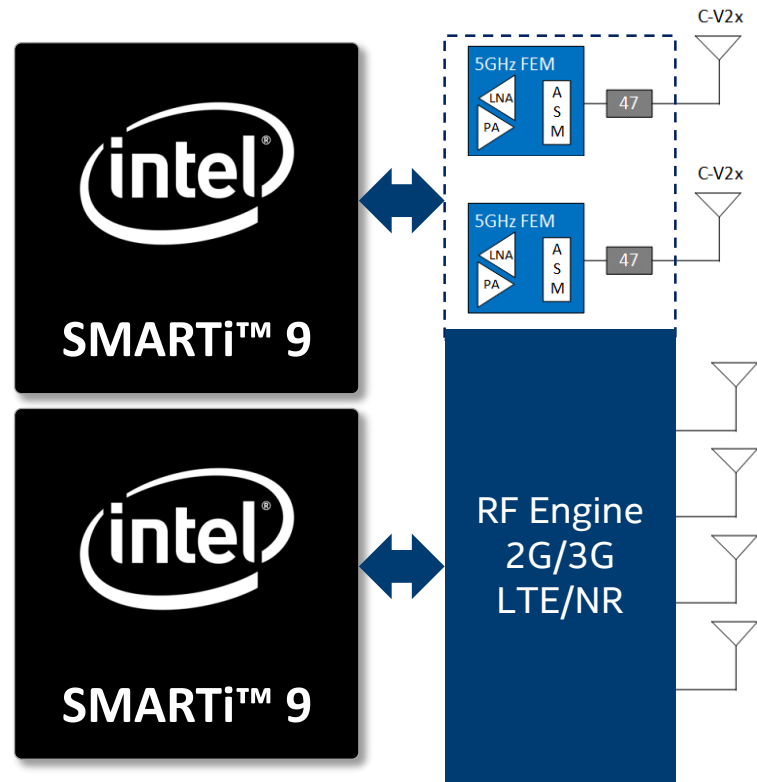 intel®
SMARTi™ 9
C-V2x
5GHz FEM
LNA
PA
A
S
M
47
C-V2x
5GHz FEM
LNA
PA
A
S
M
47
intel®
SMARTi™ 9
RF Engine
2G/3G
LTE/NR